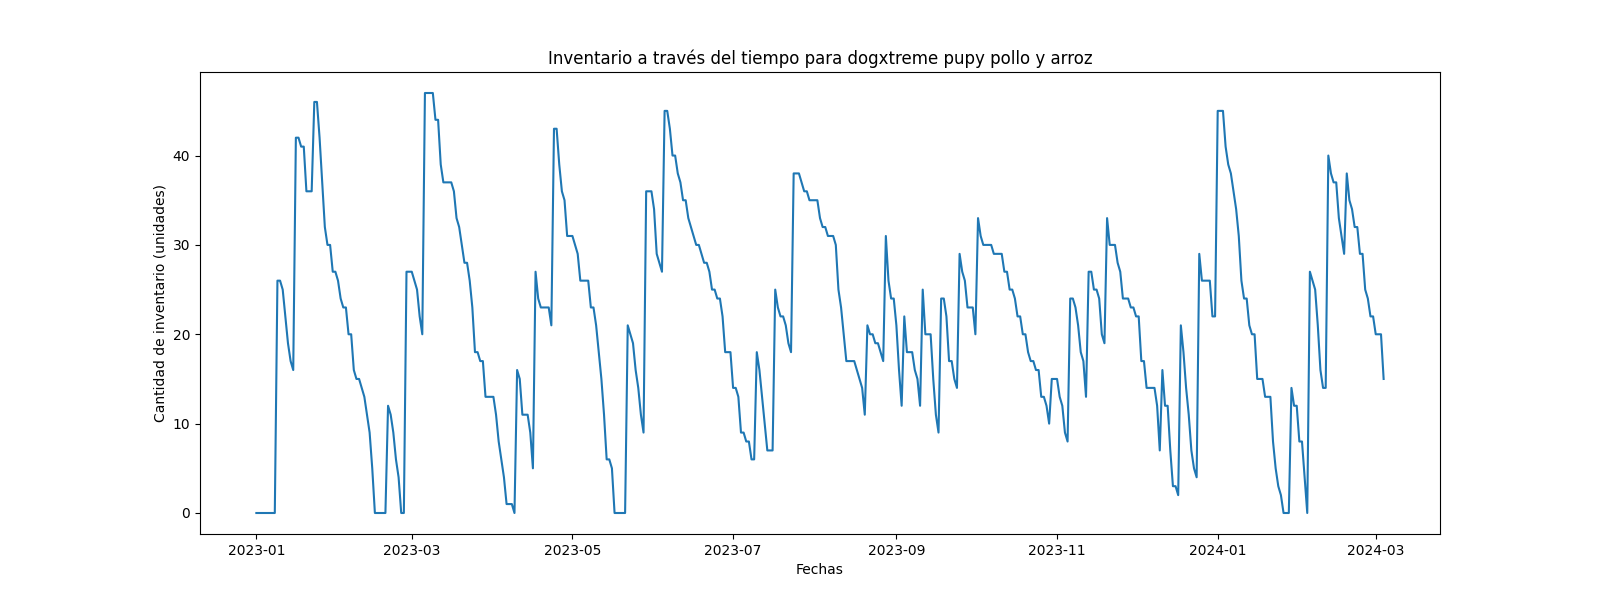 Inventario a través del tiempo para dogxtreme pupy pollo y arroz
Cantidad de inventario (unidades)
40
30
20
10
0
2023-01 2023-03 2023-05 2023-07 2023-09 2023-11 2024-01 2024-03
Fechas